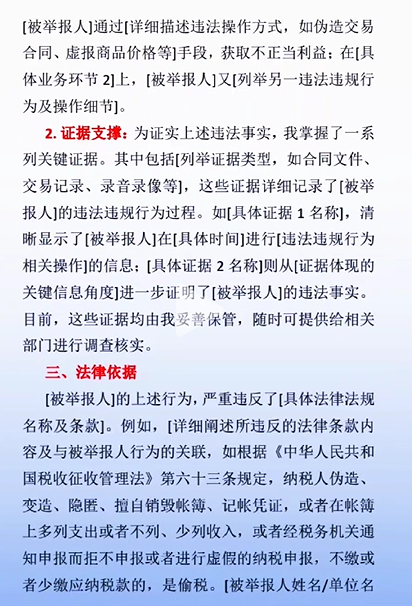 [被举报人]通过[详细描述违法操作方式，如伪造交易
合同、虚报商品价格等]手段，获取不正当利益；在[具
体业务环节 2]上，[被举报人]又[列举另一违法违规行
为及操作细节]。
2. 证据支撑：为证实上述违法事实，我掌握了一系
列关键证据。其中包括[列举证据类型，如合同文件、
交易记录、录音录像等]，这些证据详细记录了[被举
报人]的违法违规行为过程。如[具体证据 1 名称]，清
晰显示了[被举报人]在[具体时间]进行[违法违规行为
相关操作]的信息；[具体证据 2 名称]则从[证据体现的
关键信息角度]进一步证明了[被举报人]的违法事实。
目前，这些证据均由我妥善保管，随时可提供给相关
部门进行调查核实。
三、法律依据
[被举报人]的上述行为，严重违反了[具体法律法规
名称及条款]。例如，[详细阐述所违反的法律条款内
容及与被举报人行为的关联，如根据《中华人民共和
国税收征收管理法》第六十三条规定，纳税人伪造、
变造、隐匿、擅自销毁帐簿、记帐凭证，或者在帐簿
上多列支出或者不列、少列收入，或者经税务机关通
知申报而拒不申报或者进行虚假的纳税申报，不缴或
者少缴应纳税款的，是偷税。[被举报人姓名/单位名